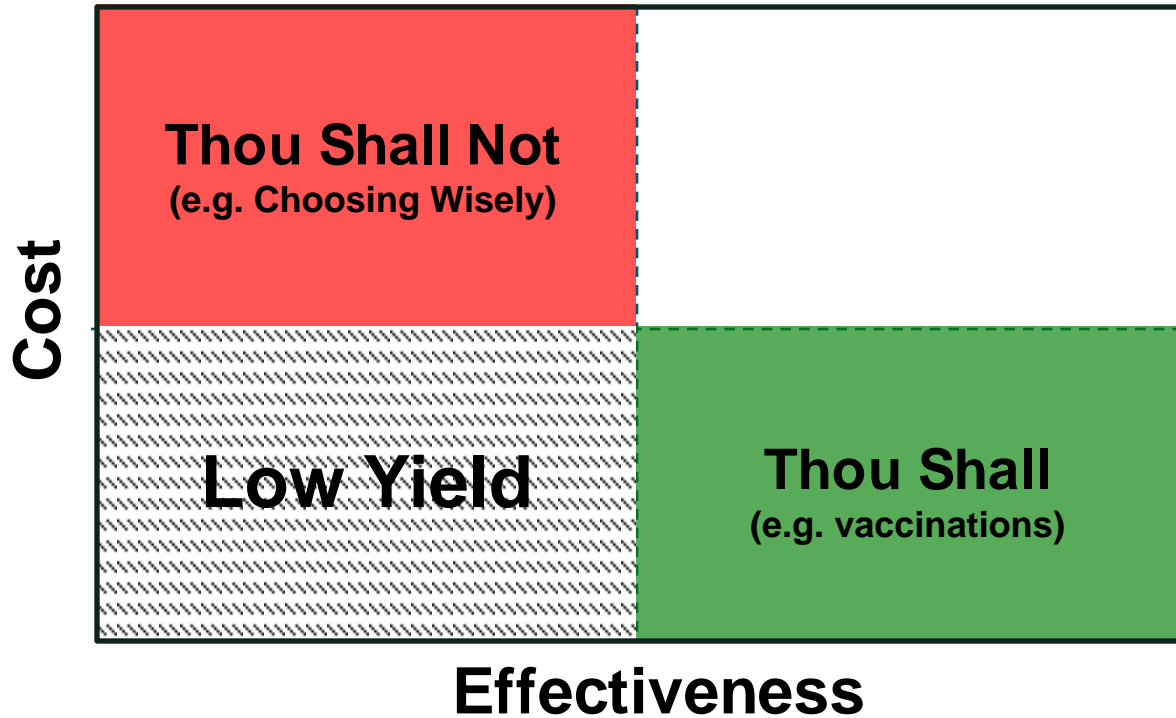 Thou Shall Not
(e.g. Choosing Wisely)
Cost
Low Yield
Thou Shall
(e.g. vaccinations)
Effectiveness